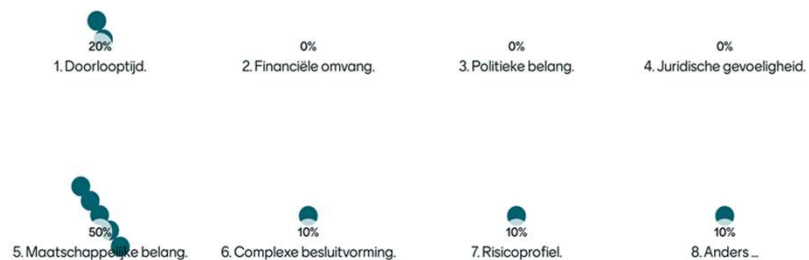 20% 0% 0% 0%
1. Doorlooptijd. 2. Financiële omvang. 3. Politieke belang. 4. Juridische gevoeligheid.
50% 10% 10% 10%
5. Maatschappelijke belang. 6. Complexe besluitvorming. 7. Risicoprofiel. 8. Anders ...